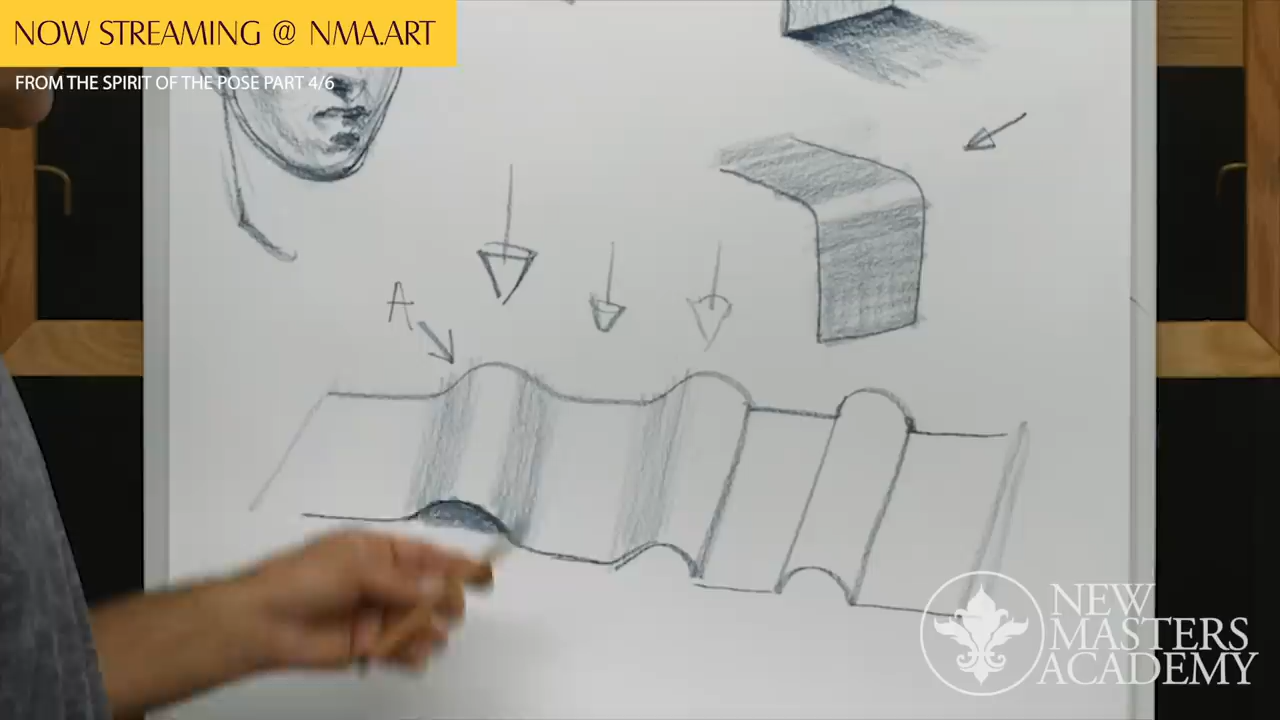 NOW STREAMING @ NMA.ART
FROM THE SPIRIT OF THE POSE PART 4/6
A
NEW
MASTERS
ACADEMY